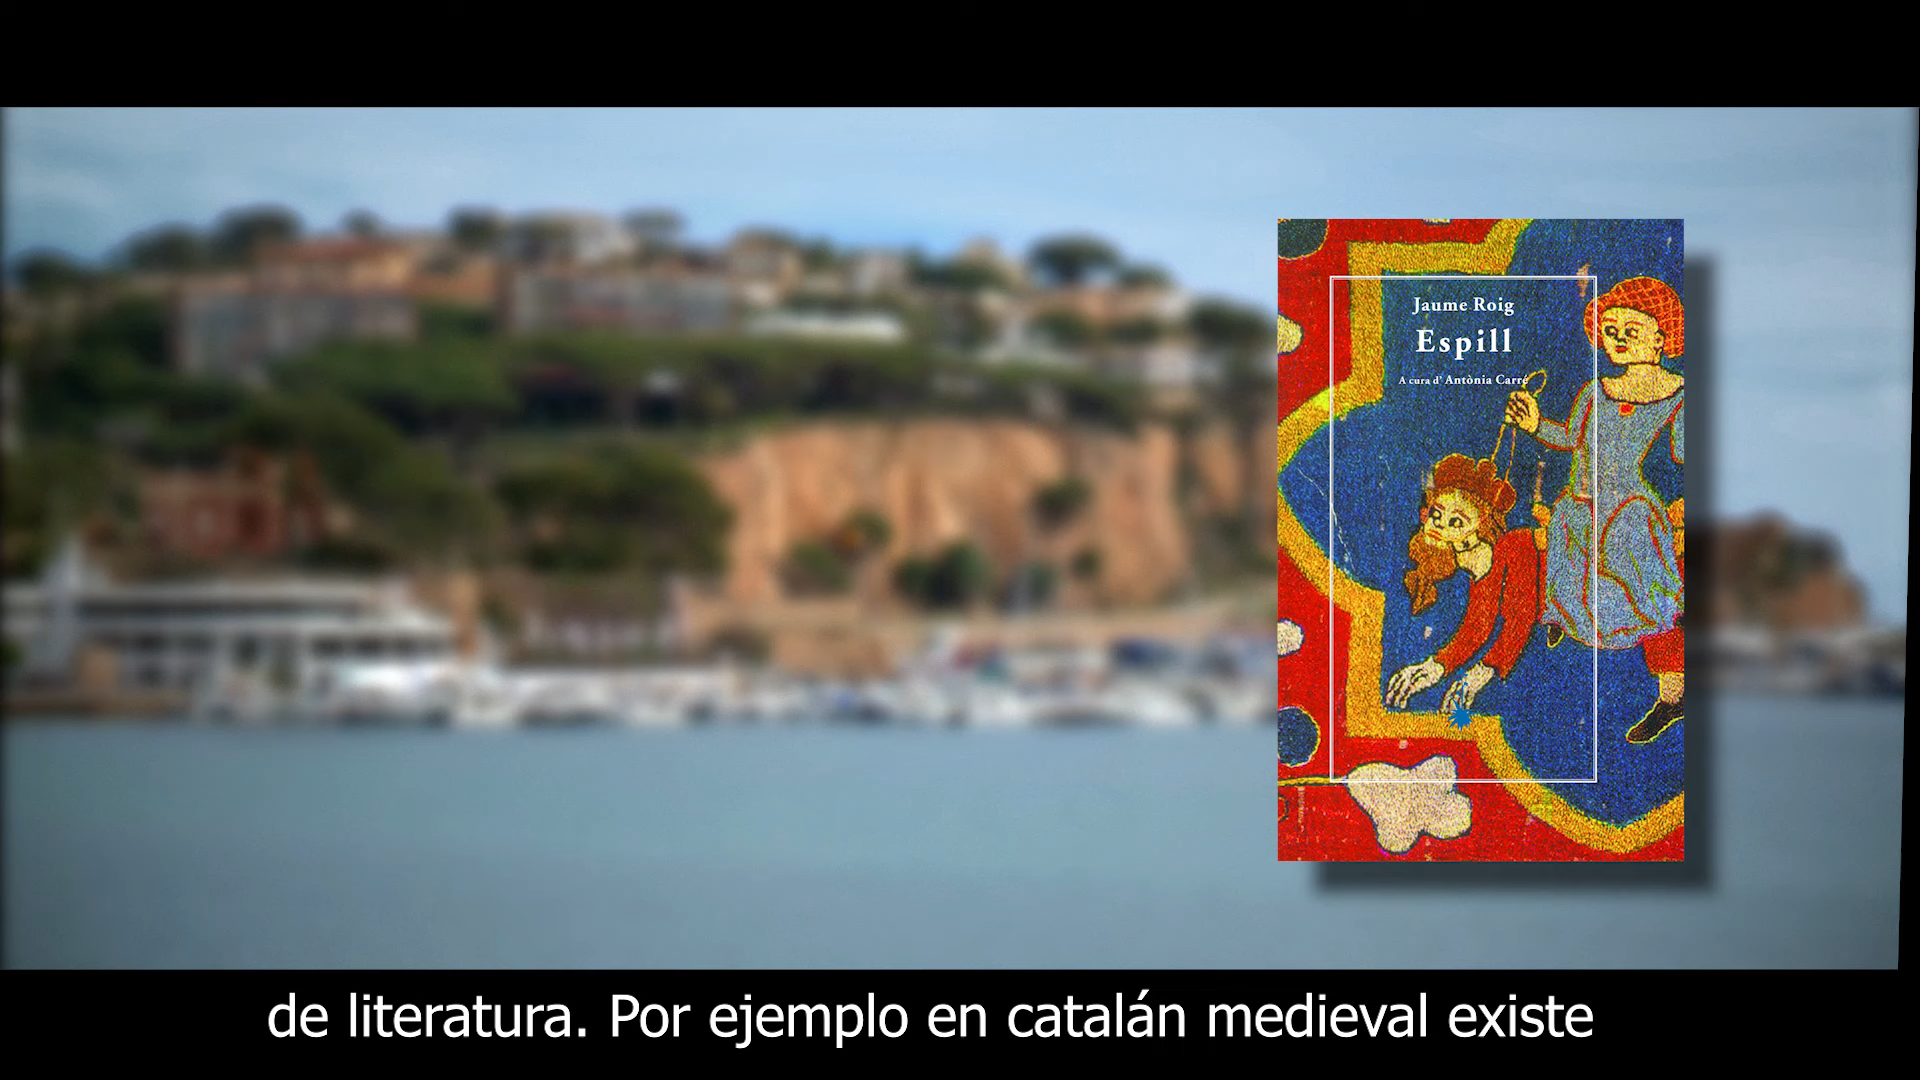 Jaume Roig
Espill
A cura d' Antònia Carré
de literatura. Por ejemplo en catalán medieval existe